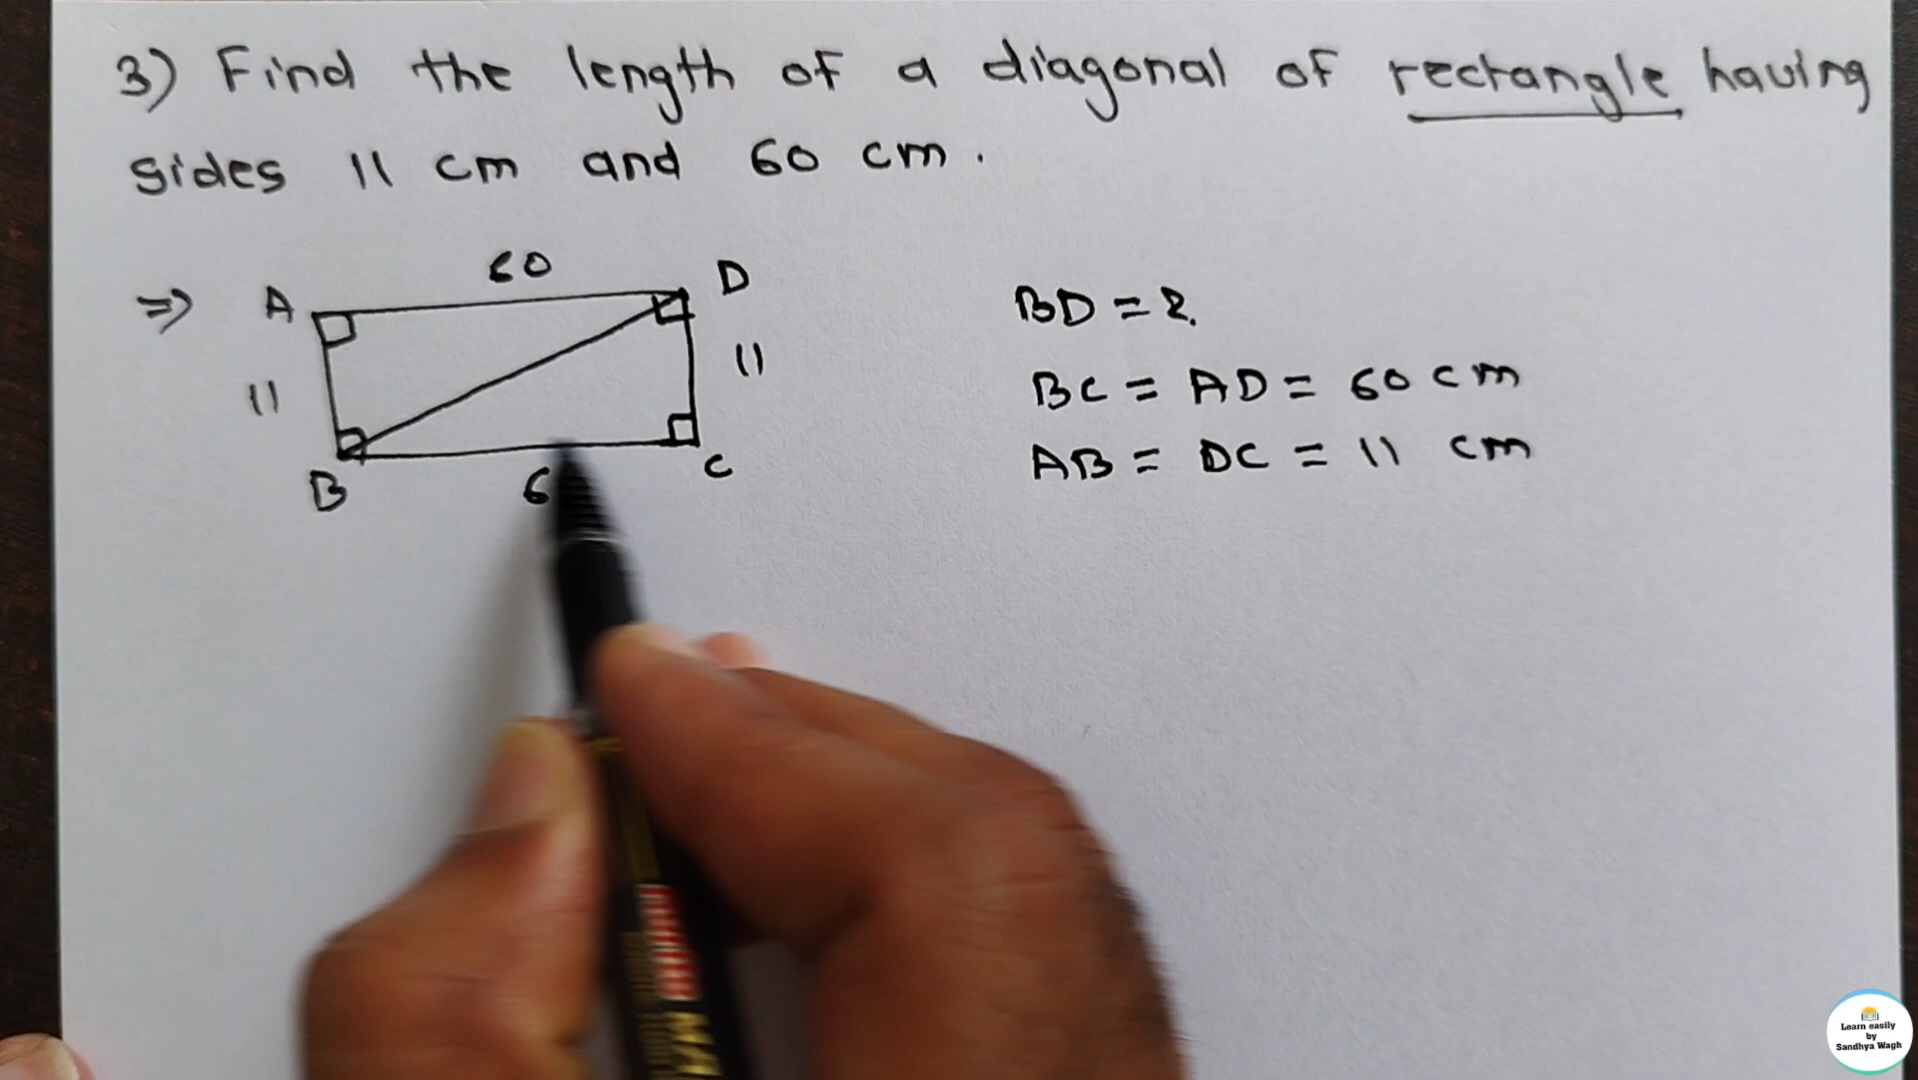 3) Find the length of a diagonal of rectangle having
sides 11 cm and 60 cm.
⇒ A 60 D
11 11
B 6 C
BD = ?
BC = AD = 60 cm
AB = DC = 11 cm
Learn easily
by
Sandhya Wagh